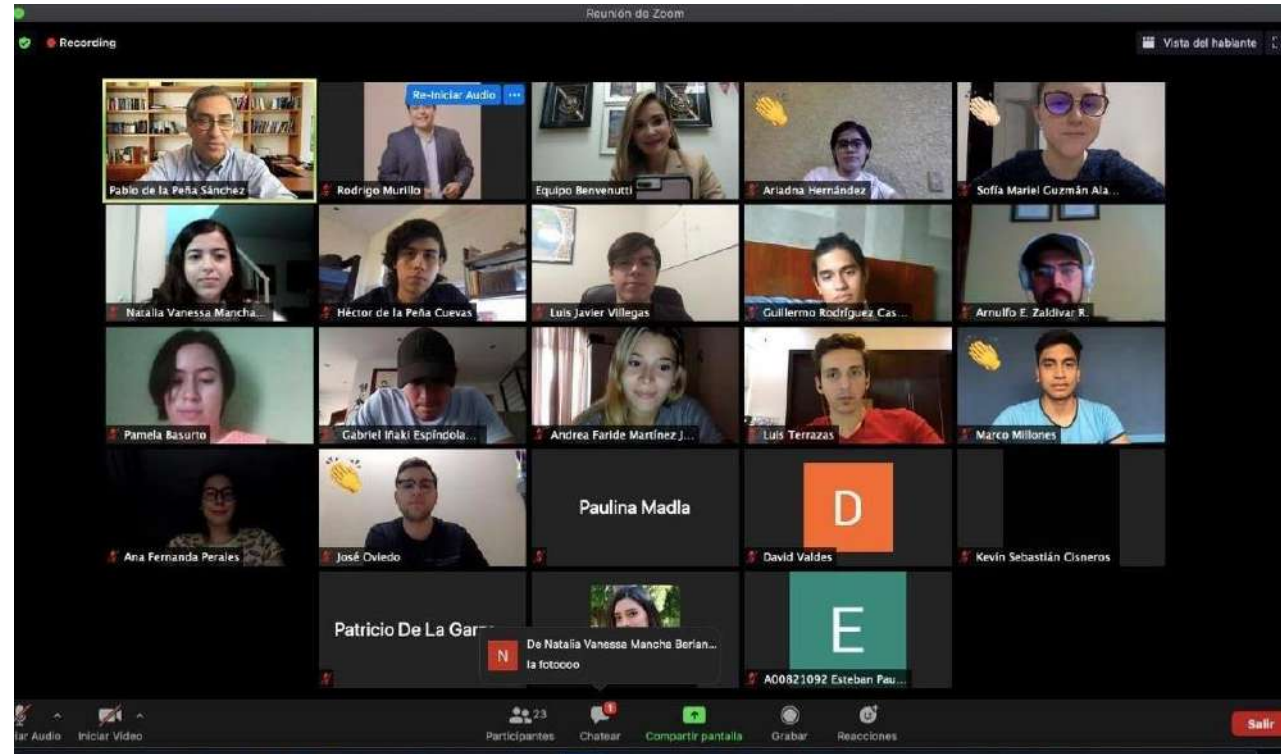 Reunión de Zoom
Recording
Vista del hablante
Re-Iniciar Audio ...
Pablo de la Peña Sánchez
Rodrigo Murillo
Equipo Benvenutti
Ariadna Hernández
Sofía Mariel Guzmán Ala...
Natalia Vanessa Mancha...
Héctor de la Peña Cuevas
Luis Javier Villegas
Guillermo Rodríguez Cas...
Arnulfo E. Zaldivar R.
Pamela Basurto
Gabriel Iñaki Espíndola...
Andrea Faride Martínez J...
Luis Terrazas
Marco Millones
Ana Fernanda Perales
José Oviedo
Paulina Madla
D
David Valdes
Kevin Sebastián Cisneros
Patricio De La Garz
N
De Natalia Vanessa Mancha Berlan...
la fotoooo
E
A00821092 Esteban Pau...
iar Audio
Iniciar Video
23
Participantes
1
Chatear
Compartir pantalla
Grabar
Reacciones
Salir